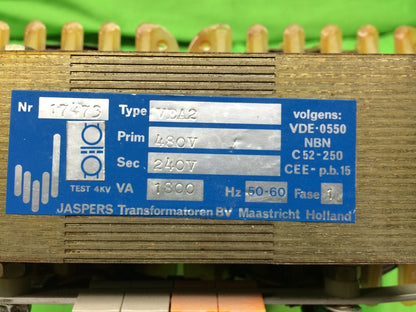 Nr 17473 Type VBA2 volgens:
Prim 480V VDE-0550
NBN
Sec 240V C 52-250
CEE-p.b.15
TEST 4KV VA 1800 Hz 50-60 Fase 1
JASPERS Transformatoren BV Maastricht Holland